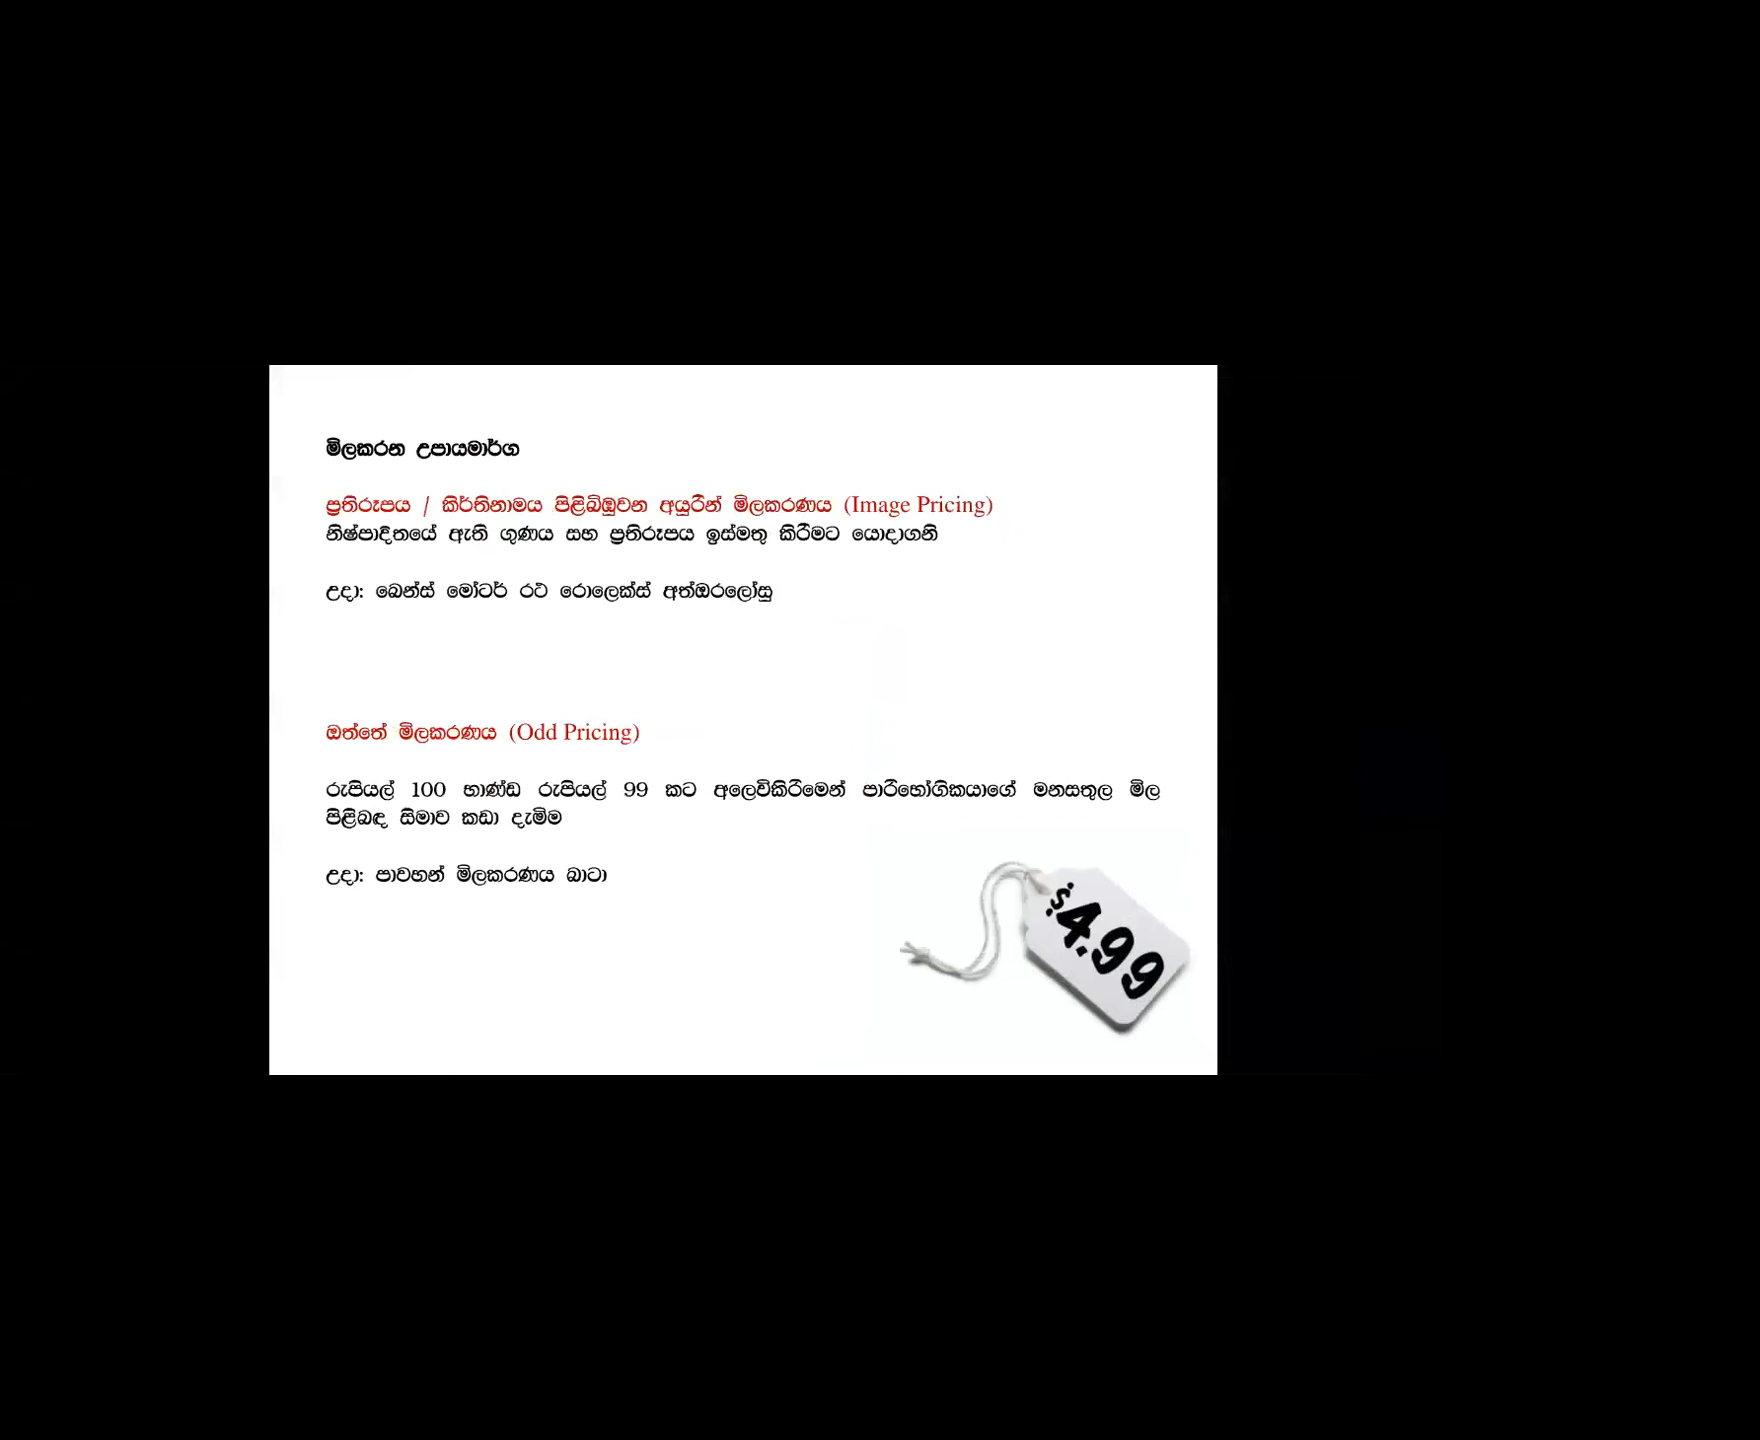 මිලකරන උපායමාර්ග
ප්‍රතිරූපය / කිර්තිනාමය පිළිබිඹුවන අයුරින් මිලකරණය (Image Pricing)
නිෂ්පාදිතයේ ඇති ගුණය සහ ප්‍රතිරූපය ඉස්මතු කිරීමට යොදාගනි
උදා: බෙන්ස් මෝටර් රථ රොලෙක්ස් අත්ඔරලෝසු
ඔත්තේ මිලකරණය (Odd Pricing)
රුපියල් 100 භාණ්ඩ රුපියල් 99 කට අලෙවිකිරීමෙන් පාරිභෝගිකයාගේ මනසතුල මිල
පිළිබඳ සිමාව කඩා දැමිම
උදා: පාවහන් මිලකරණය බාටා
$4.99